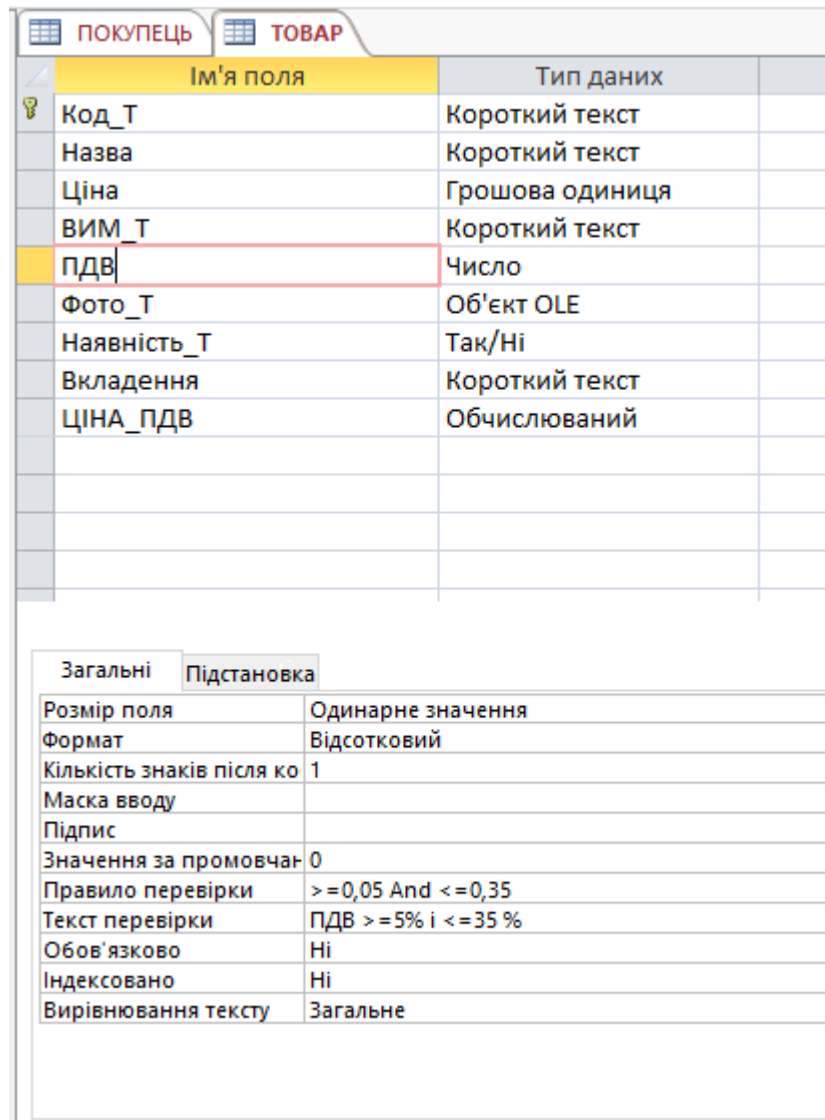 ПОКУПЕЦЬ ТОВАР
Ім'я поля Тип даних
Код_Т Короткий текст
Назва Короткий текст
Ціна Грошова одиниця
ВИМ_Т Короткий текст
ПДВ Число
Фото_Т Об'єкт OLE
Наявність_Т Так/Ні
Вкладення Короткий текст
ЦІНА_ПДВ Обчислюваний
Загальні Підстановка
Розмір поля Одинарне значення
Формат Відсотковий
Кількість знаків після ко 1
Маска вводу
Підпис
Значення за промовчан 0
Правило перевірки >=0,05 And <=0,35
Текст перевірки ПДВ >=5% і <=35 %
Обов'язково Ні
Індексовано Ні
Вирівнювання тексту Загальне